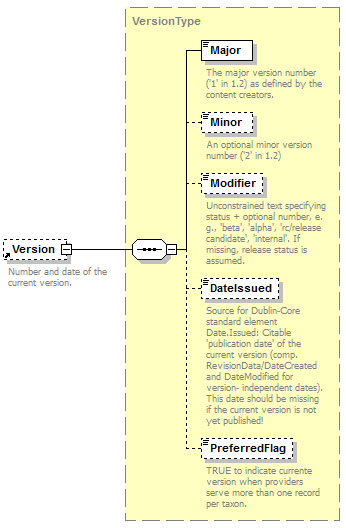 VersionType
Major
The major version number
('1' in 1.2) as defined by the
content creators.
Minor
An optional minor version
number ('2' in 1.2)
Modifier
Unconstrained text specifying
status + optional number, e.
g., 'beta', 'alpha', 'rc/release
candidate', 'internal'. If
missing, release status is
assumed.
Version
Number and date of the
current version.
DateIssued
Source for Dublin-Core
standard element
Date.Issued: Citable
'publication date' of the
current version (comp.
RevisionData/DateCreated
and DateModified for
version- independent dates).
This date should be missing
if the current version is not
yet published!
PreferredFlag
TRUE to indicate currente
version when providers
serve more than one record
per taxon.